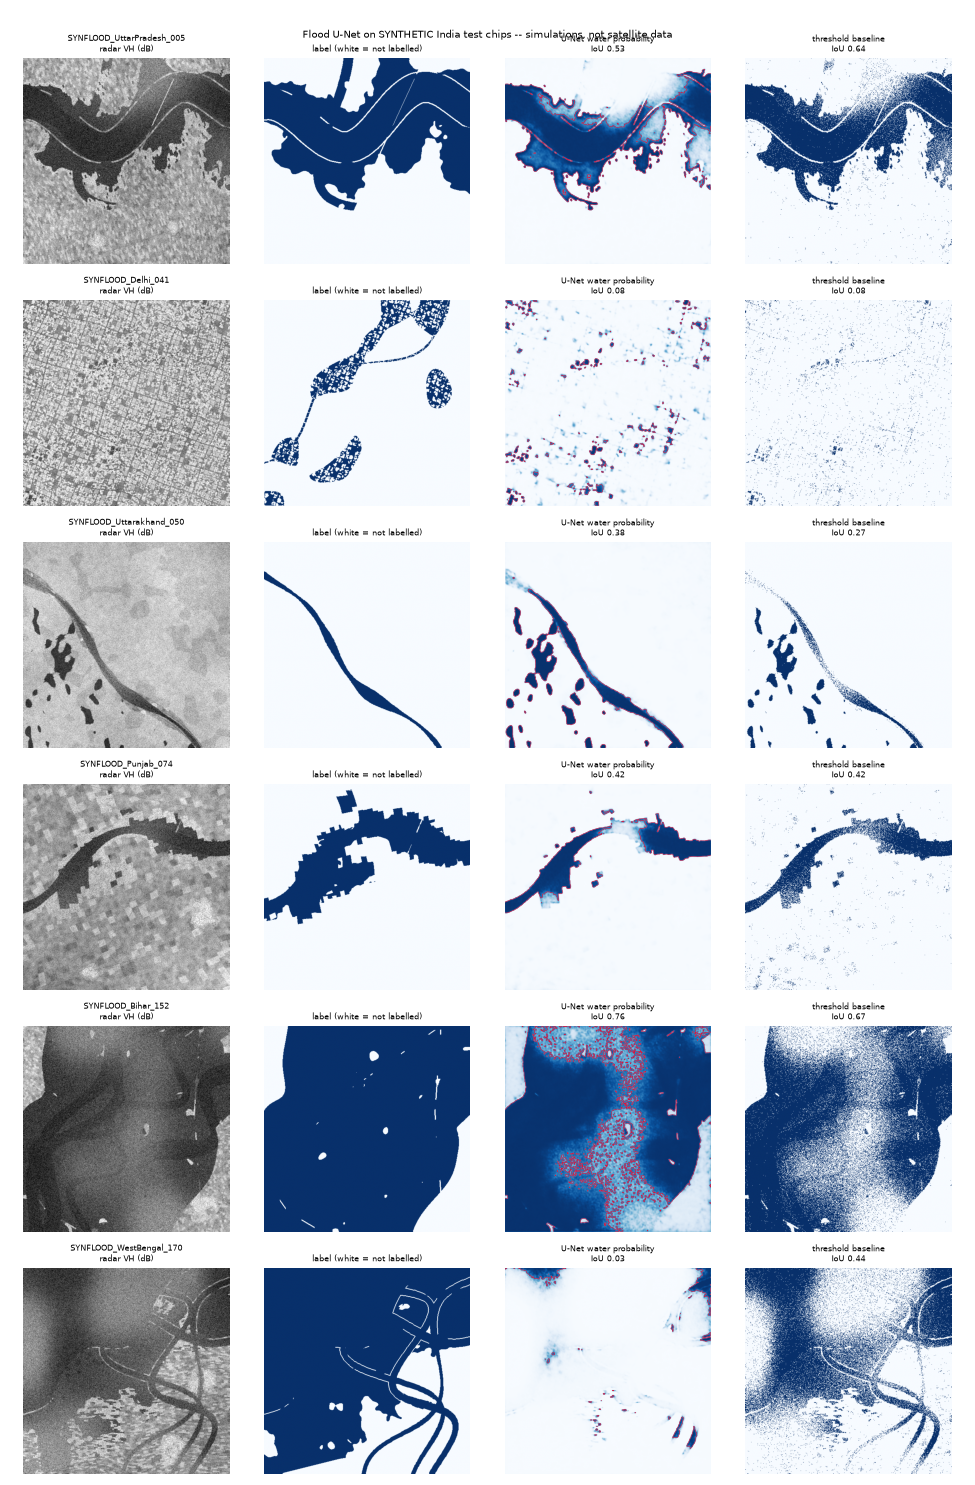 Flood U-Net on SYNTHETIC India test chips -- simulations, not satellite data
SYNFLOOD_UttarPradesh_005
radar VH (dB)
label (white = not labelled)
U-Net water probability
IoU 0.53
threshold baseline
IoU 0.64
SYNFLOOD_Delhi_041
radar VH (dB)
label (white = not labelled)
U-Net water probability
IoU 0.08
threshold baseline
IoU 0.08
SYNFLOOD_Uttarakhand_050
radar VH (dB)
label (white = not labelled)
U-Net water probability
IoU 0.38
threshold baseline
IoU 0.27
SYNFLOOD_Punjab_074
radar VH (dB)
label (white = not labelled)
U-Net water probability
IoU 0.42
threshold baseline
IoU 0.42
SYNFLOOD_Bihar_152
radar VH (dB)
label (white = not labelled)
U-Net water probability
IoU 0.76
threshold baseline
IoU 0.67
SYNFLOOD_WestBengal_170
radar VH (dB)
label (white = not labelled)
U-Net water probability
IoU 0.03
threshold baseline
IoU 0.44